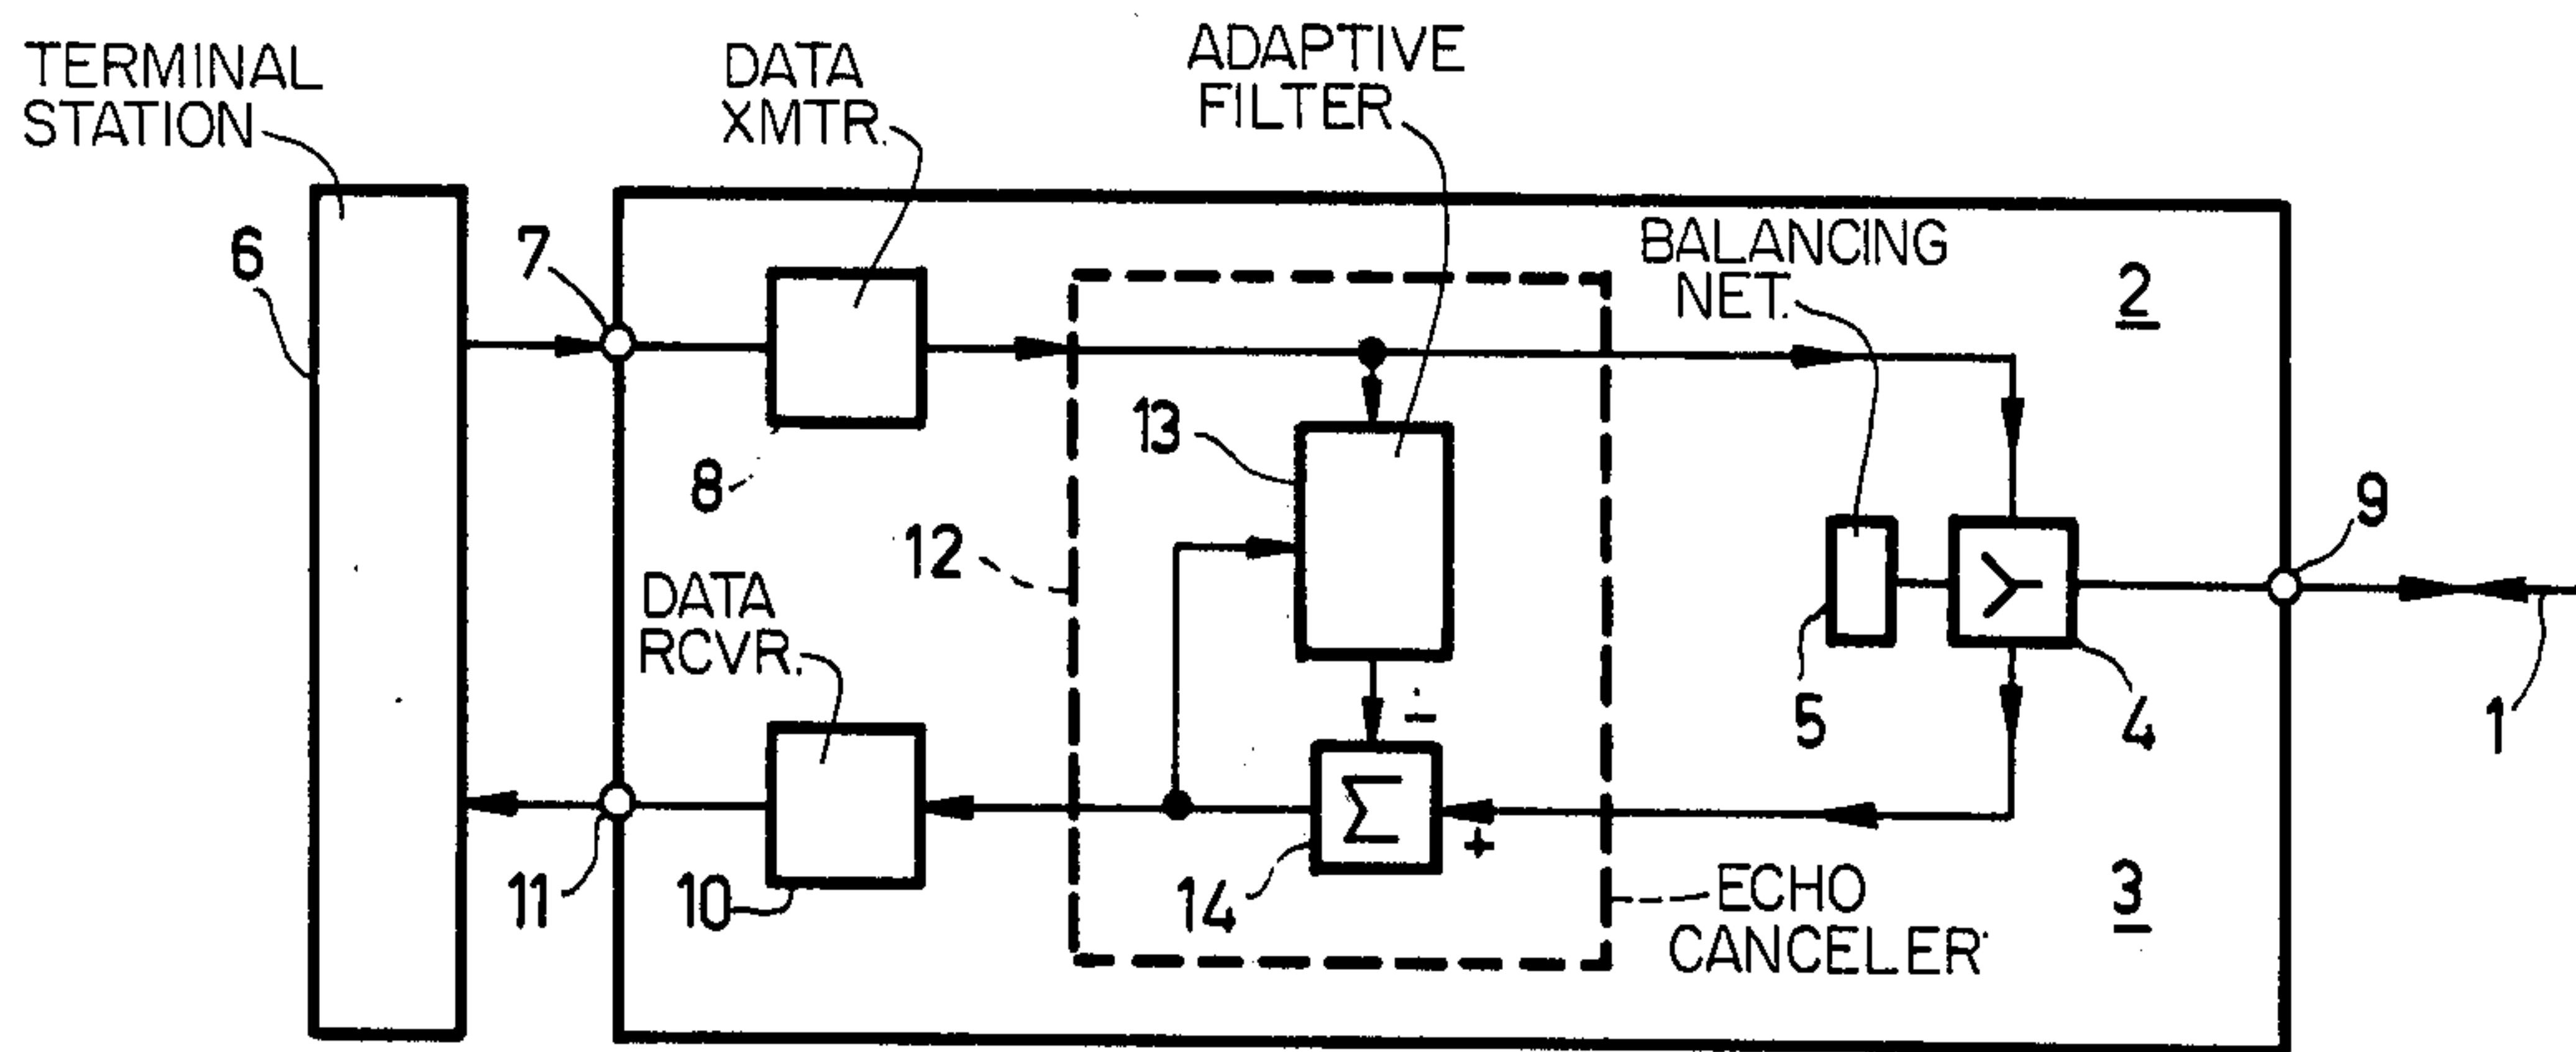 TERMINAL
STATION
DATA
XMTR.
ADAPTIVE
FILTER
BALANCING
NET.
2
6
7
8
13
12
9
DATA
RCVR.
5
4
1
-
Σ
+
11
10
14
ECHO
CANCELER
3